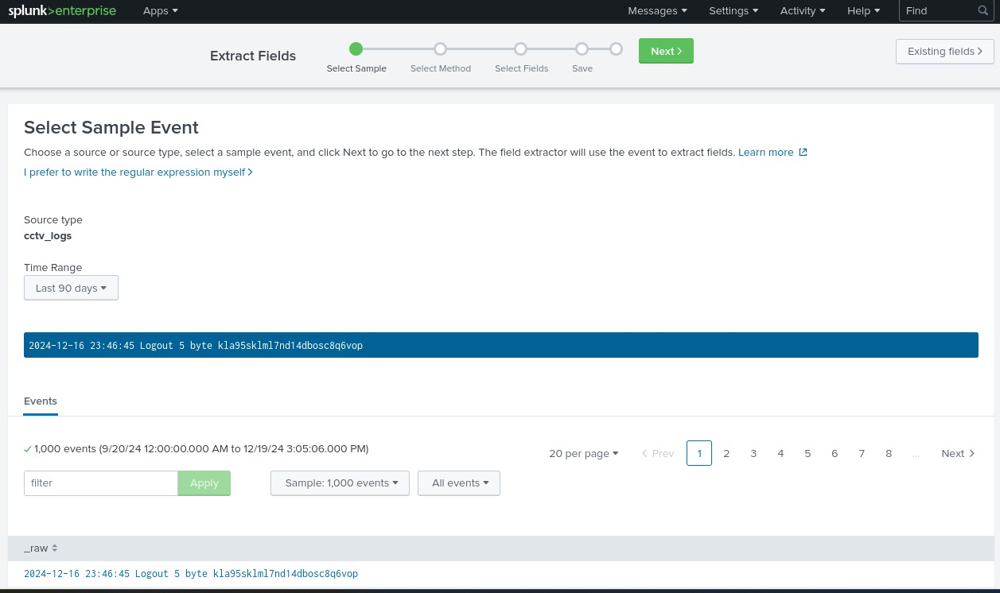 splunk>enterprise Apps Messages Settings Activity Help Find
Extract Fields
Select Sample Select Method Select Fields Save
Next >
Existing fields >
Select Sample Event
Choose a source or source type, select a sample event, and click Next to go to the next step. The field extractor will use the event to extract fields. Learn more
I prefer to write the regular expression myself >
Source type
cctv_logs
Time Range
Last 90 days
2024-12-16 23:46:45 Logout 5 byte kla95sklml7nd14dbosc8q6vop
Events
✓ 1,000 events (9/20/24 12:00:00.000 AM to 12/19/24 3:05:06.000 PM)
20 per page < Prev 1 2 3 4 5 6 7 8 ... Next >
filter Apply Sample: 1,000 events All events
_raw
2024-12-16 23:46:45 Logout 5 byte kla95sklml7nd14dbosc8q6vop